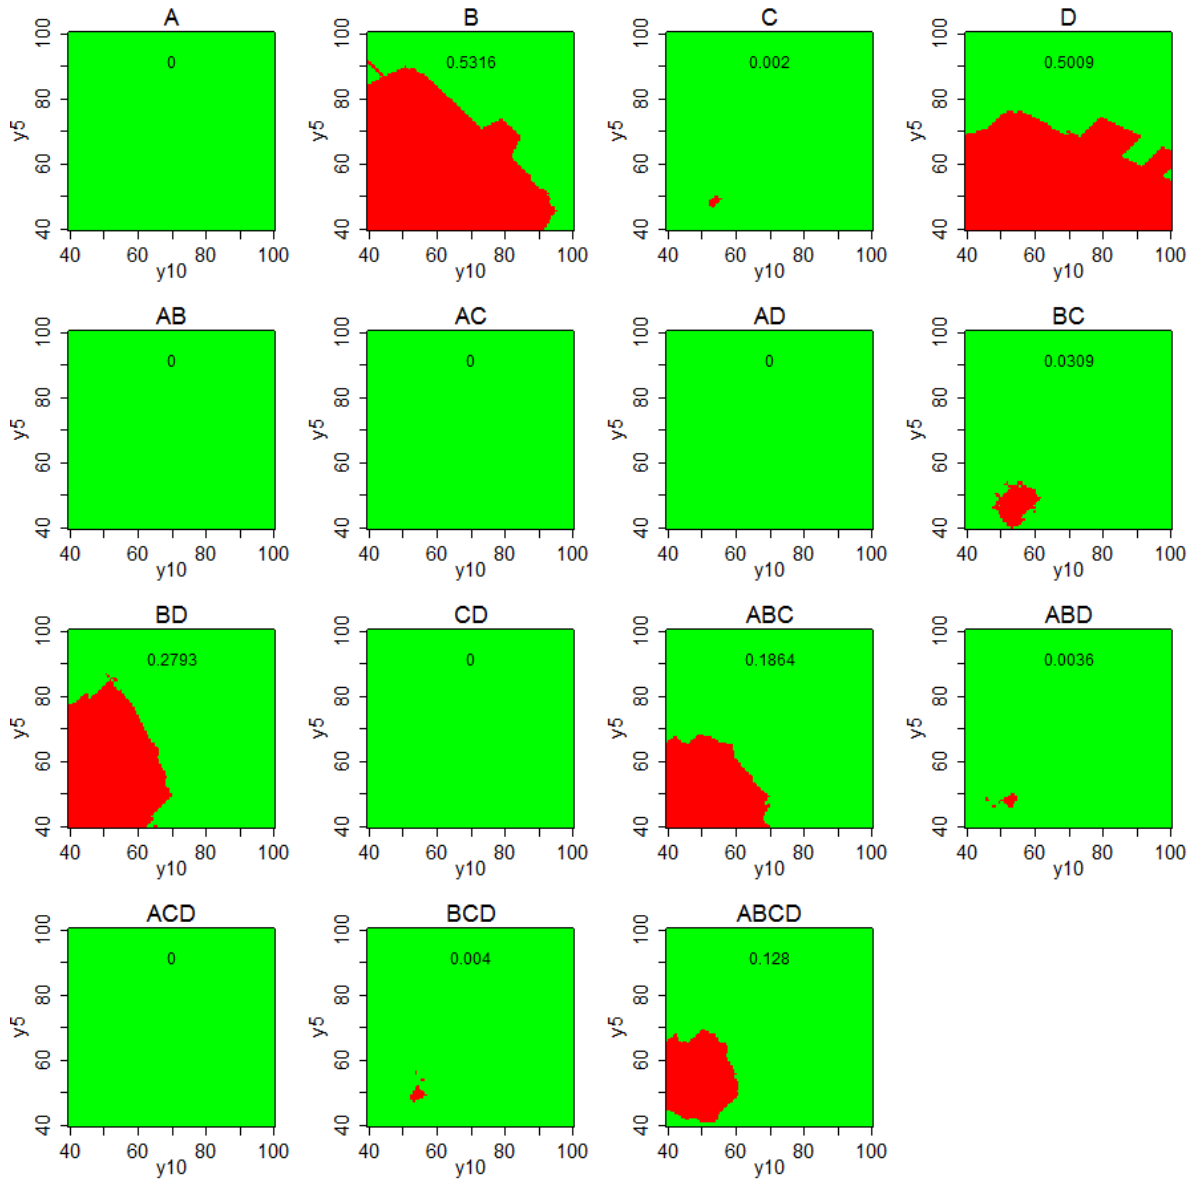 A B C D
100 100 100 100
0 0.5316 0.002 0.5009
80 80 80 80
y5 y5 y5 y5
60 60 60 60
40 40 40 40
40 60 80 100 40 60 80 100 40 60 80 100 40 60 80 100
y10 y10 y10 y10
AB AC AD BC
100 100 100 100
0 0 0 0.0309
80 80 80 80
y5 y5 y5 y5
60 60 60 60
40 40 40 40
40 60 80 100 40 60 80 100 40 60 80 100 40 60 80 100
y10 y10 y10 y10
BD CD ABC ABD
100 100 100 100
0.2793 0 0.1864 0.0036
80 80 80 80
y5 y5 y5 y5
60 60 60 60
40 40 40 40
40 60 80 100 40 60 80 100 40 60 80 100 40 60 80 100
y10 y10 y10 y10
ACD BCD ABCD
100 100 100
0 0.004 0.128
80 80 80
y5 y5 y5
60 60 60
40 40 40
40 60 80 100 40 60 80 100 40 60 80 100
y10 y10 y10